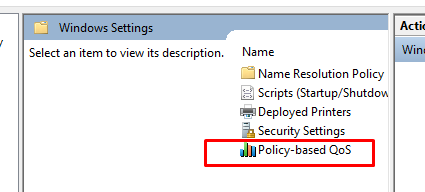 Windows Settings
Actio
Wind
Select an item to view its description.
Name
Name Resolution Policy
Scripts (Startup/Shutdow
Deployed Printers
Security Settings
Policy-based QoS